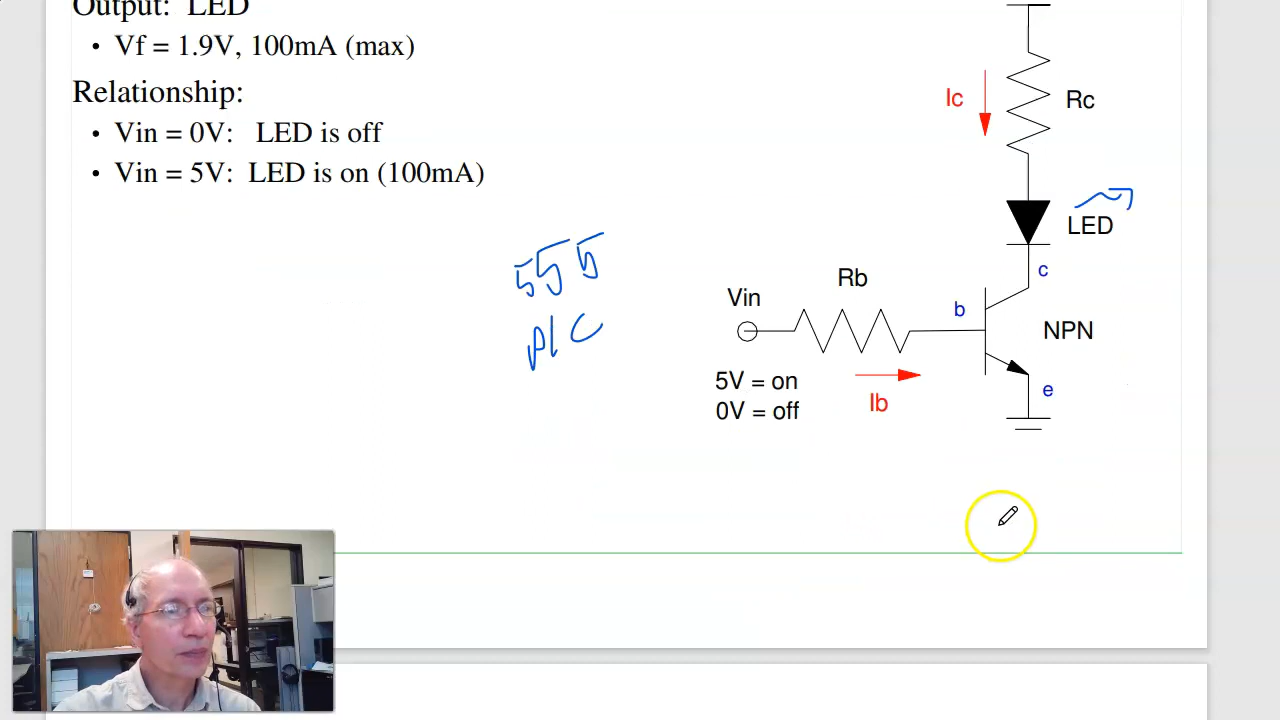 Output: LED
• Vf = 1.9V, 100mA (max)
Relationship:
• Vin = 0V: LED is off
• Vin = 5V: LED is on (100mA)
Ic
Rc
LED
c
555
PIC
Rb
Vin
b
NPN
5V = on
0V = off
Ib
e